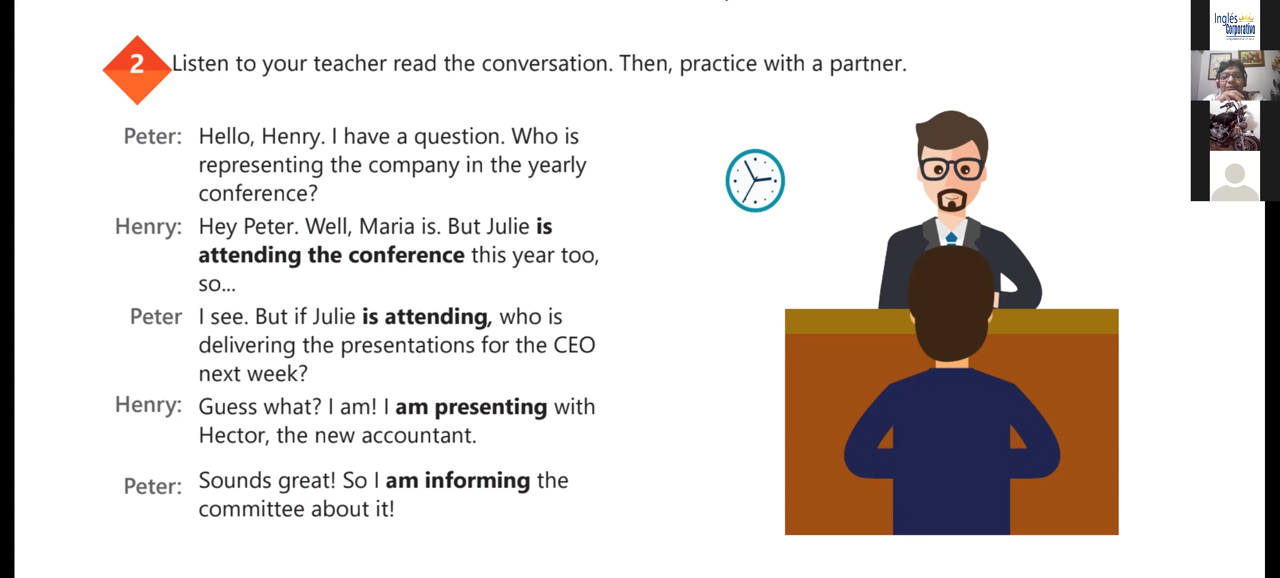 2 Listen to your teacher read the conversation. Then, practice with a partner.
Peter: Hello, Henry. I have a question. Who is
representing the company in the yearly
conference?
Henry: Hey Peter. Well, Maria is. But Julie is
attending the conference this year too,
so...
Peter I see. But if Julie is attending, who is
delivering the presentations for the CEO
next week?
Henry: Guess what? I am! I am presenting with
Hector, the new accountant.
Peter: Sounds great! So I am informing the
committee about it!
Inglés
Corporativo